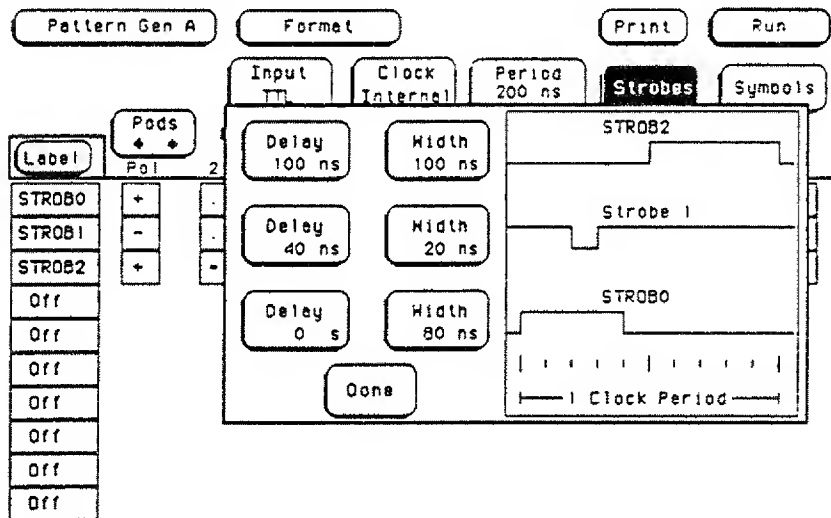 Pattern Gen A Format Print Run
Input Clock Period Strobes Symbols
TTL Internal 200 ns
Pods
Label Pol 2
STROB0 + .
STROB1 - .
STROB2 +
Off
Off
Off
Off
Off
Off
Off
Delay Width
100 ns 100 ns
Delay Width
40 ns 20 ns
Delay Width
0 s 80 ns
Done
STROB2
Strobe 1
STROB0
1 Clock Period